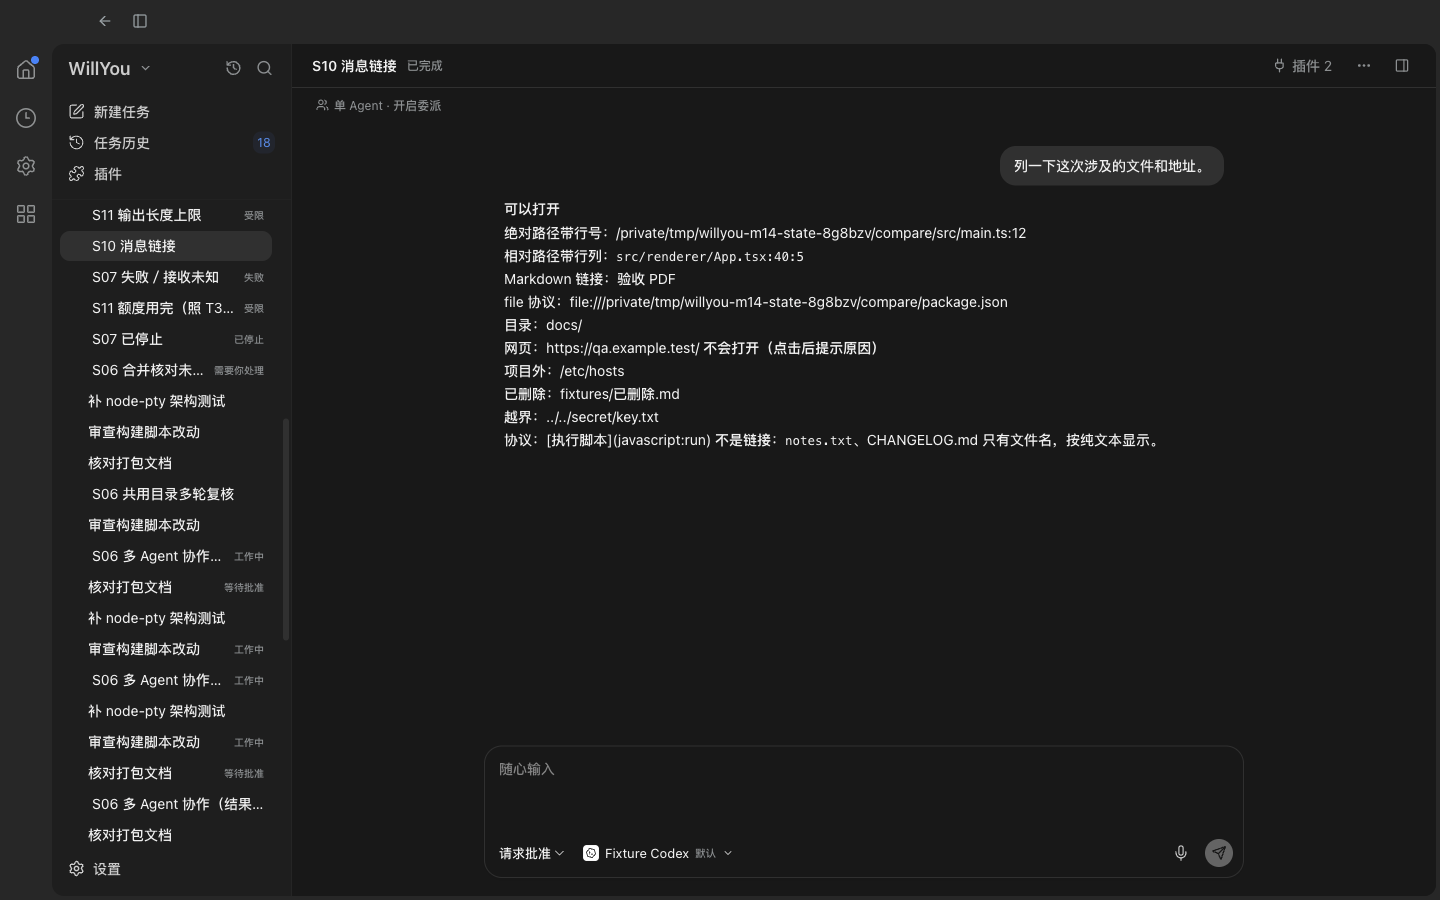 WillYou
新建任务
任务历史 18
插件
S11 输出长度上限 受限
S10 消息链接
S07 失败 / 接收未知 失败
S11 额度用完（照 T3... 受限
S07 已停止 已停止
S06 合并核对未... 需要你处理
补 node-pty 架构测试
审查构建脚本改动
核对打包文档
S06 共用目录多轮复核
审查构建脚本改动
S06 多 Agent 协作... 工作中
核对打包文档 等待批准
补 node-pty 架构测试
审查构建脚本改动 工作中
S06 多 Agent 协作... 工作中
补 node-pty 架构测试
审查构建脚本改动 工作中
核对打包文档 等待批准
S06 多 Agent 协作（结果...
核对打包文档
设置
S10 消息链接 已完成
插件 2
单 Agent · 开启委派
列一下这次涉及的文件和地址。
可以打开
绝对路径带行号：/private/tmp/willyou-m14-state-8g8bzv/compare/src/main.ts:12
相对路径带行列：src/renderer/App.tsx:40:5
Markdown 链接：验收 PDF
file 协议：file:///private/tmp/willyou-m14-state-8g8bzv/compare/package.json
目录：docs/
网页：https://qa.example.test/ 不会打开（点击后提示原因）
项目外：/etc/hosts
已删除：fixtures/已删除.md
越界：../../secret/key.txt
协议：[执行脚本](javascript:run) 不是链接：notes.txt、CHANGELOG.md 只有文件名，按纯文本显示。
随心输入
请求批准
Fixture Codex 默认